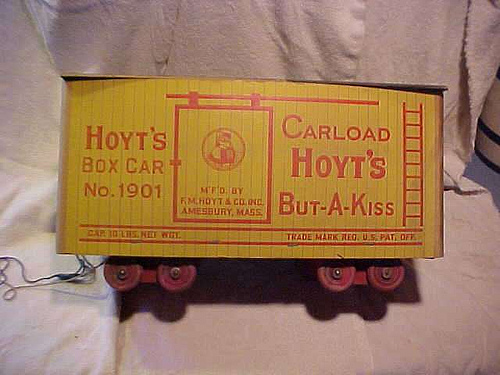 HOYT'S
BOX CAR
NO. 1901
M'F'D. BY
F. M. HOYT & CO. INC.
AMESBURY, MASS.
CARLOAD
HOYT'S
BUT-A-KISS
CAP. 10 LBS. NET WGT.
TRADE MARK REG. U.S. PAT. OFF.